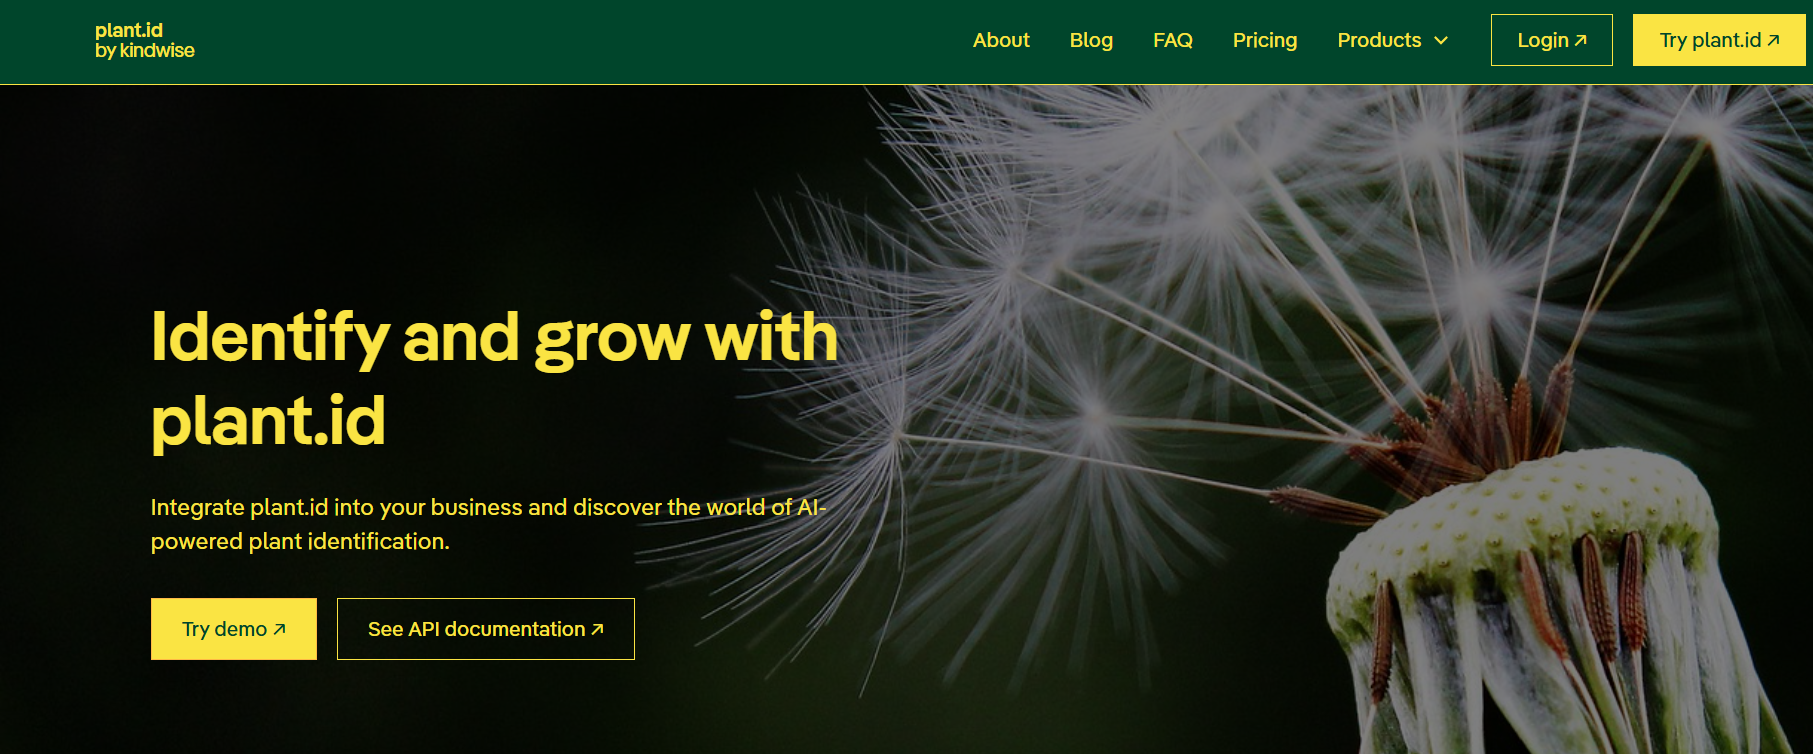 plant.id
by kindwise
About
Blog
FAQ
Pricing
Products
Login ↗
Try plant.id ↗
Identify and grow with
plant.id
Integrate plant.id into your business and discover the world of AI-
powered plant identification.
Try demo ↗
See API documentation ↗